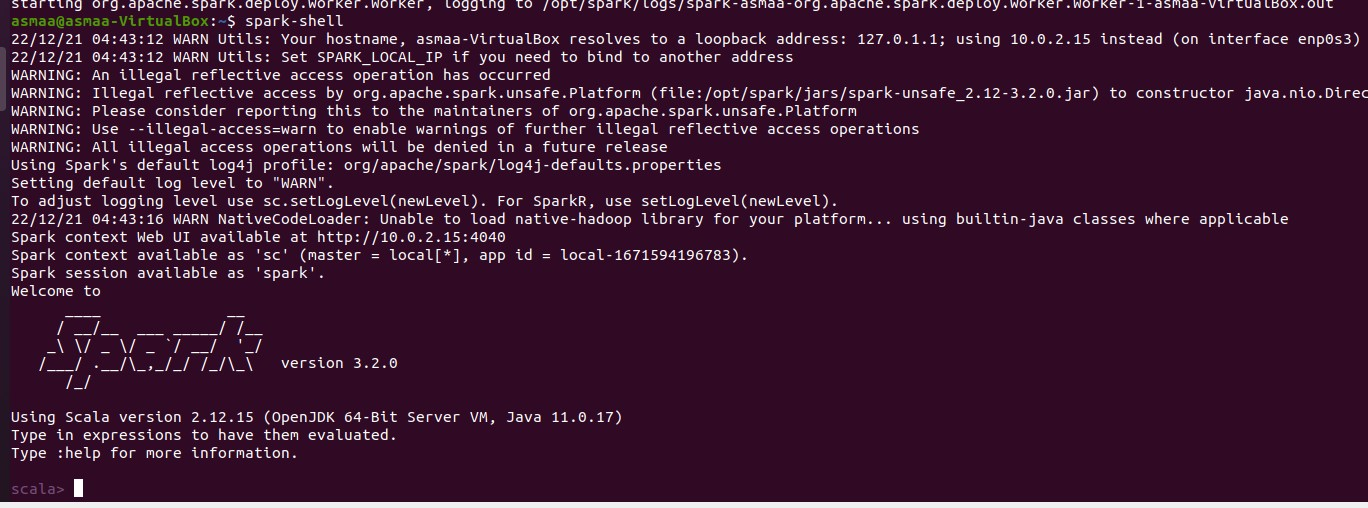 starting org.apache.spark.deploy.worker.Worker, logging to /opt/spark/logs/spark-asmaa-org.apache.spark.deploy.worker.Worker-1-asmaa-VirtualBox.out
asmaa@asmaa-VirtualBox:~$ spark-shell
22/12/21 04:43:12 WARN Utils: Your hostname, asmaa-VirtualBox resolves to a loopback address: 127.0.1.1; using 10.0.2.15 instead (on interface enp0s3)
22/12/21 04:43:12 WARN Utils: Set SPARK_LOCAL_IP if you need to bind to another address
WARNING: An illegal reflective access operation has occurred
WARNING: Illegal reflective access by org.apache.spark.unsafe.Platform (file:/opt/spark/jars/spark-unsafe_2.12-3.2.0.jar) to constructor java.nio.Direc
WARNING: Please consider reporting this to the maintainers of org.apache.spark.unsafe.Platform
WARNING: Use --illegal-access=warn to enable warnings of further illegal reflective access operations
WARNING: All illegal access operations will be denied in a future release
Using Spark's default log4j profile: org/apache/spark/log4j-defaults.properties
Setting default log level to "WARN".
To adjust logging level use sc.setLogLevel(newLevel). For SparkR, use setLogLevel(newLevel).
22/12/21 04:43:16 WARN NativeCodeLoader: Unable to load native-hadoop library for your platform... using builtin-java classes where applicable
Spark context Web UI available at http://10.0.2.15:4040
Spark context available as 'sc' (master = local[*], app id = local-1671594196783).
Spark session available as 'spark'.
Welcome to
Spark version 3.2.0
Using Scala version 2.12.15 (OpenJDK 64-Bit Server VM, Java 11.0.17)
Type in expressions to have them evaluated.
Type :help for more information.
scala>